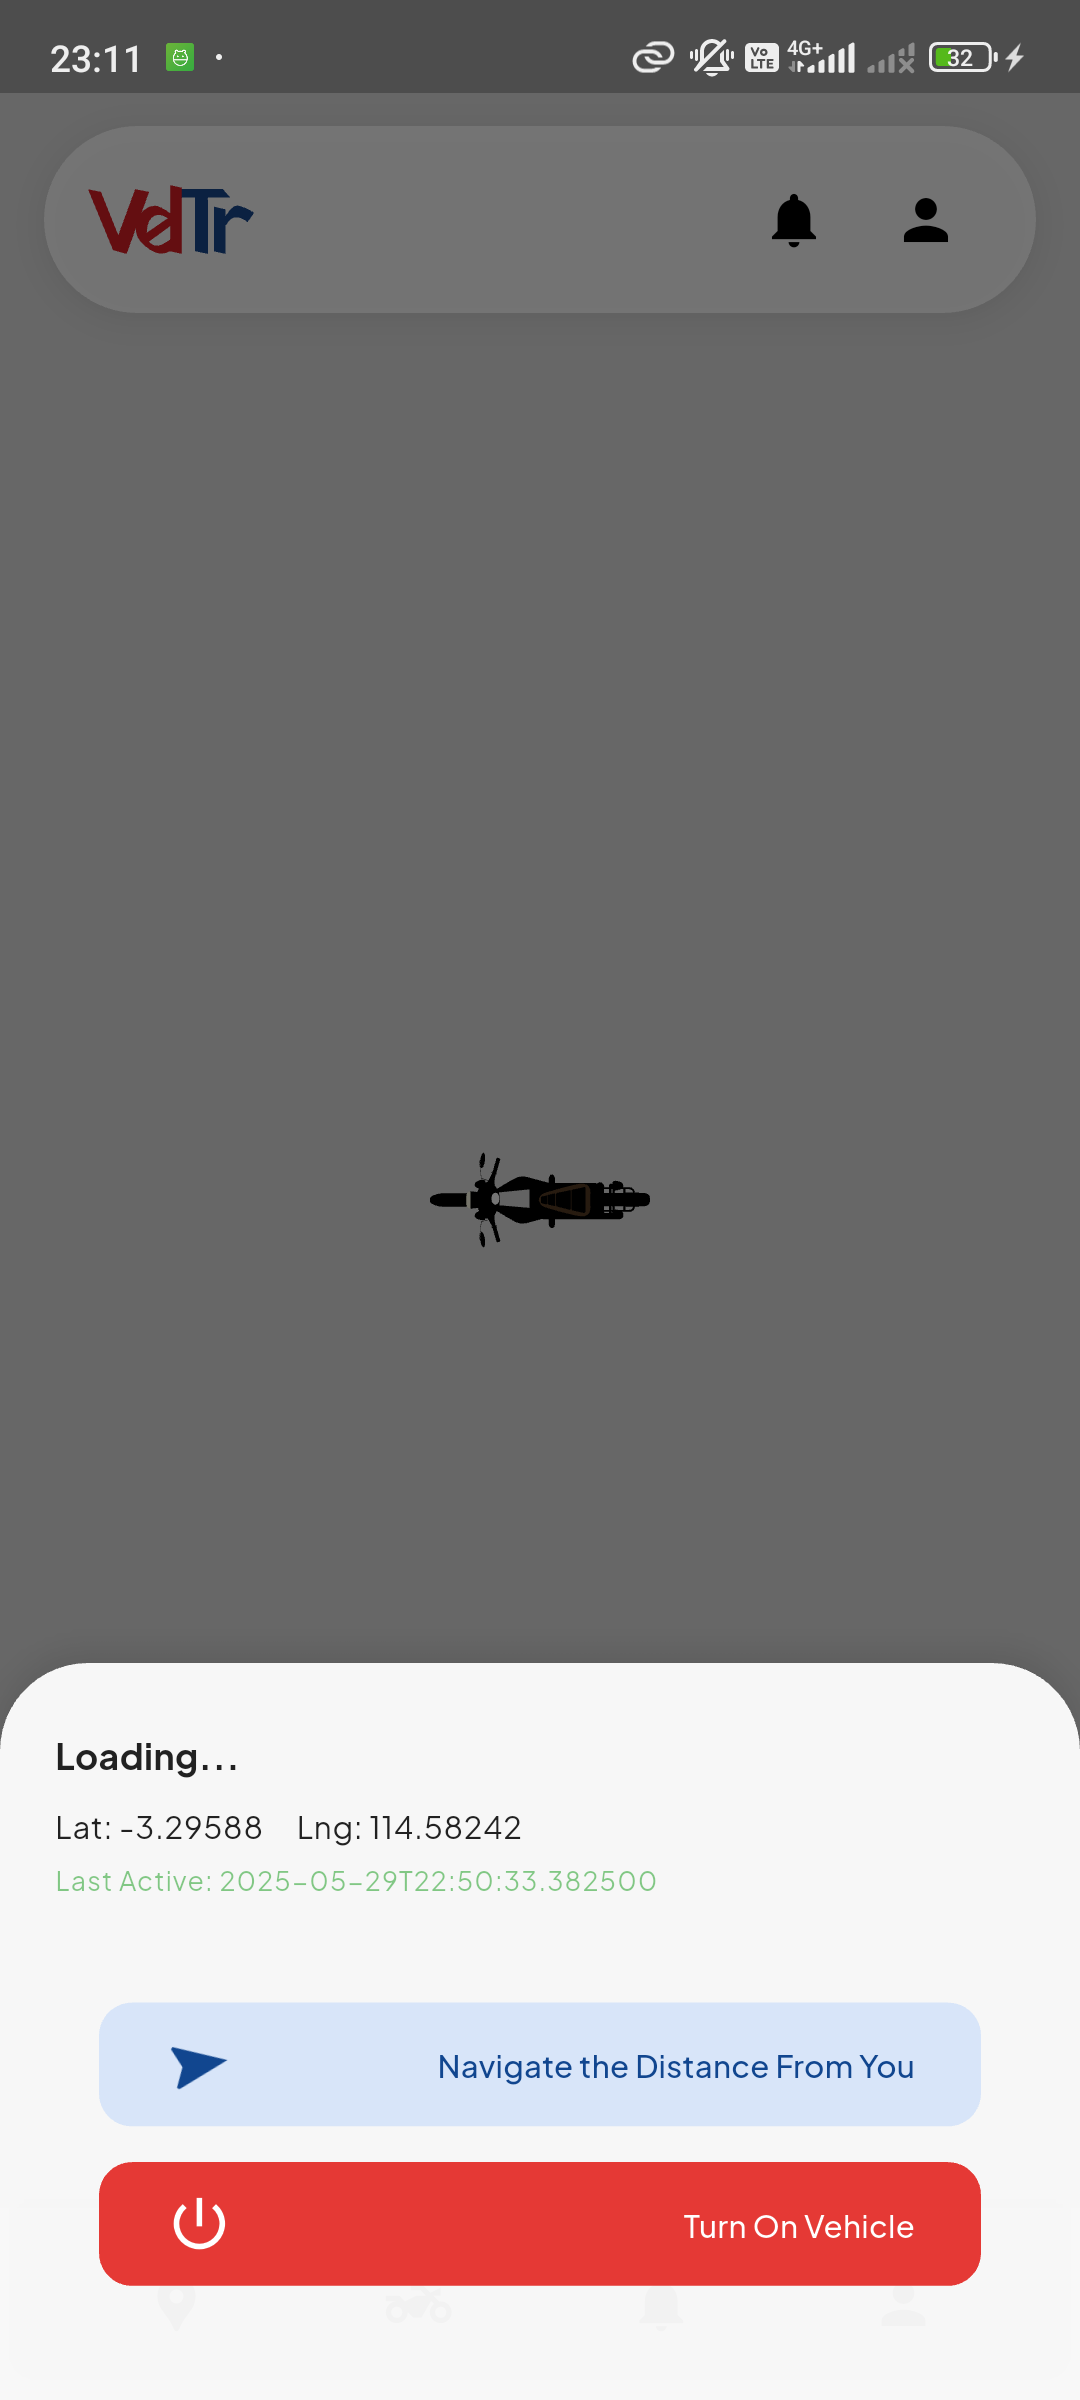 23:11
Vo
LTE
4G+
32
VdTr
Loading...
Lat: -3.29588 Lng: 114.58242
Last Active: 2025-05-29T22:50:33.382500
Navigate the Distance From You
Turn On Vehicle